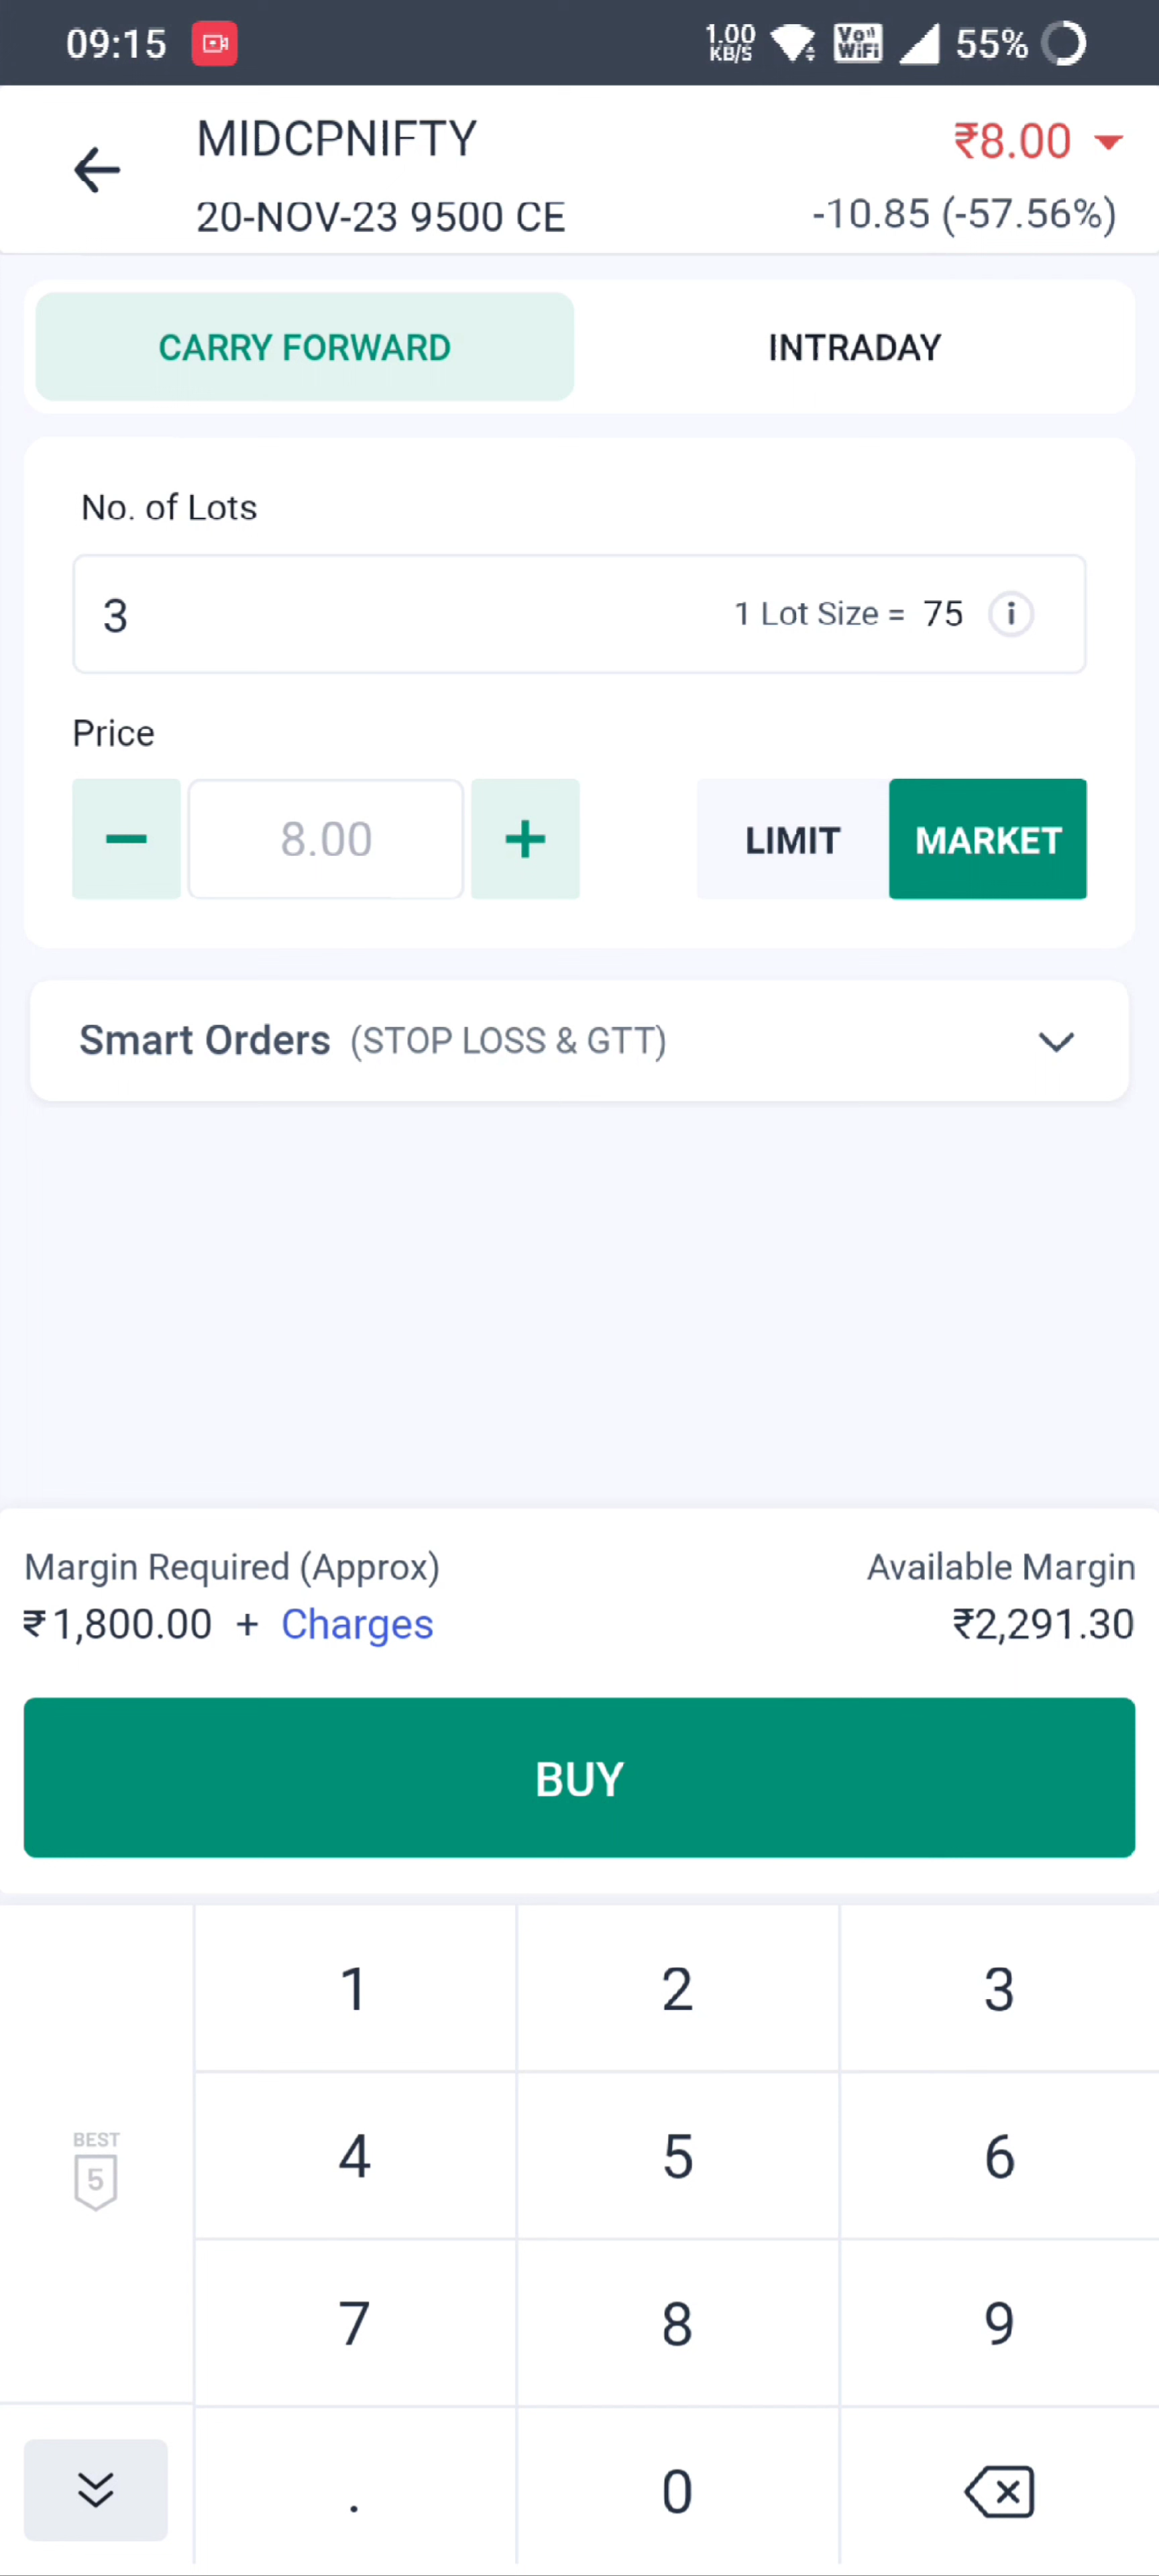 09:15
1.00 KB/S
Vo)) WiFi
55%
MIDCPNIFTY
₹8.00
20-NOV-23 9500 CE
-10.85 (-57.56%)
CARRY FORWARD
INTRADAY
No. of Lots
3
1 Lot Size = 75
i
Price
8.00
LIMIT
MARKET
Smart Orders (STOP LOSS & GTT)
Margin Required (Approx)
Available Margin
₹1,800.00 + Charges
₹2,291.30
BUY
1 2 3
BEST
5
4 5 6
7 8 9
. 0